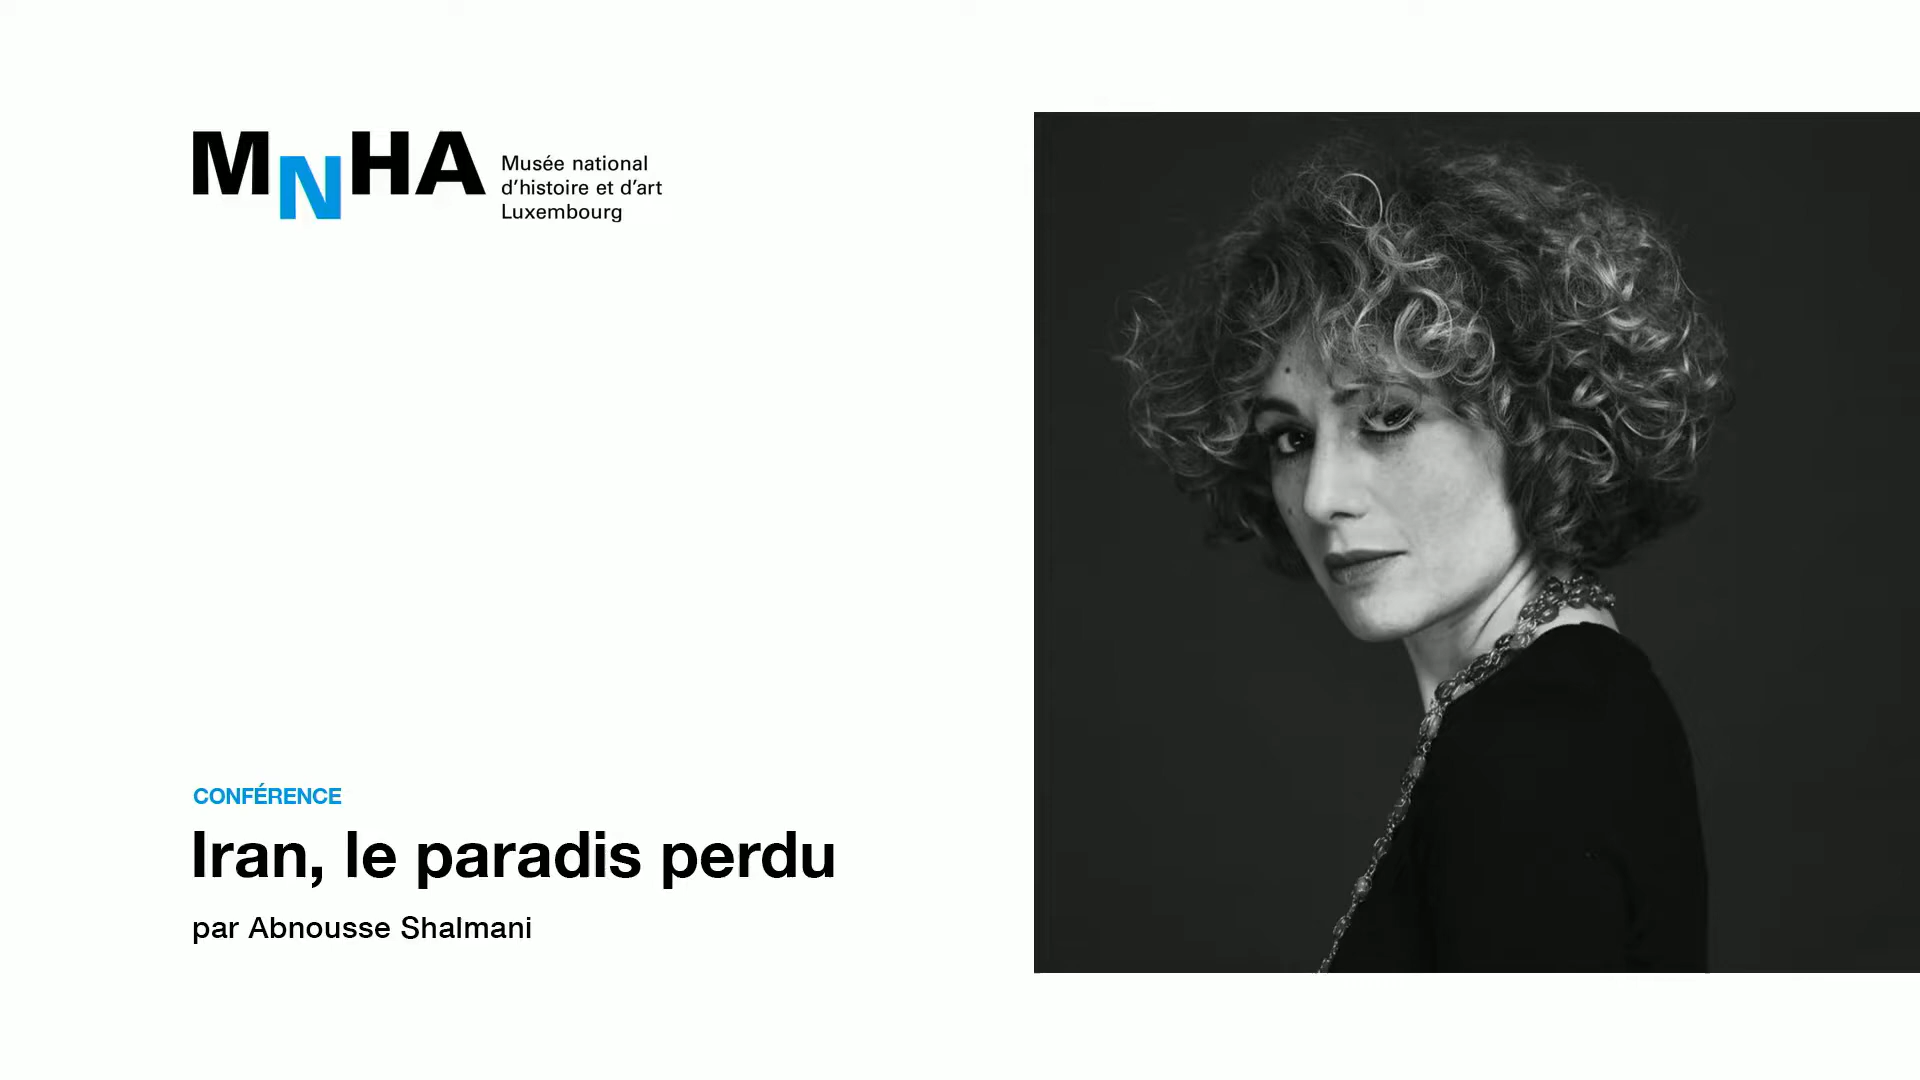 MNHA
Musée national
d'histoire et d'art
Luxembourg
CONFÉRENCE
Iran, le paradis perdu
par Abnousse Shalmani